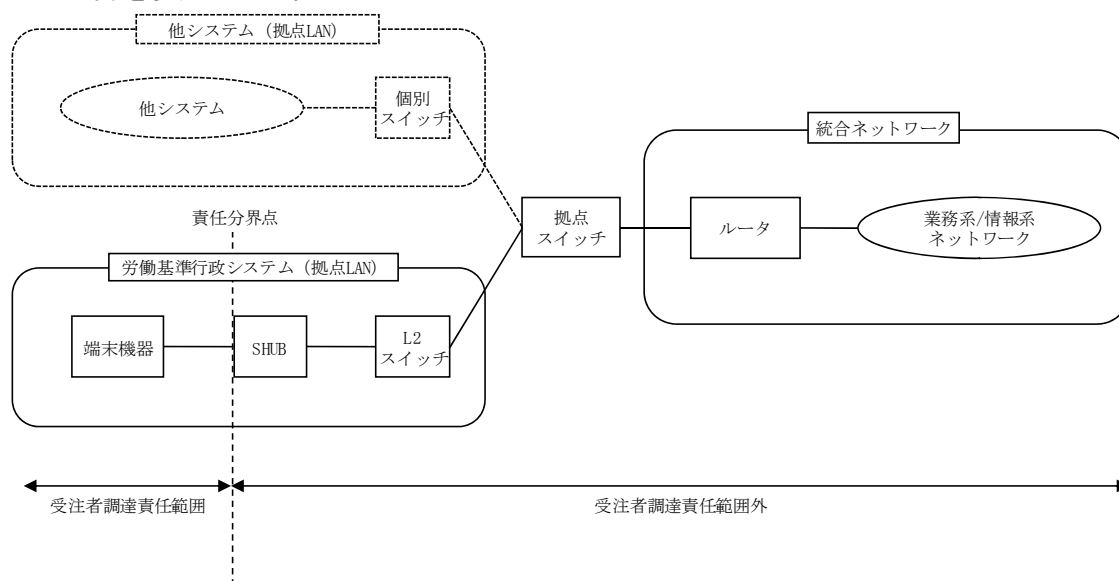 他システム（拠点LAN）
他システム
個別
スイッチ
統合ネットワーク
拠点
スイッチ
ルータ
業務系/情報系
ネットワーク
責任分界点
労働基準行政システム（拠点LAN）
端末機器
SHUB
L2
スイッチ
受注者調達責任範囲
受注者調達責任範囲外